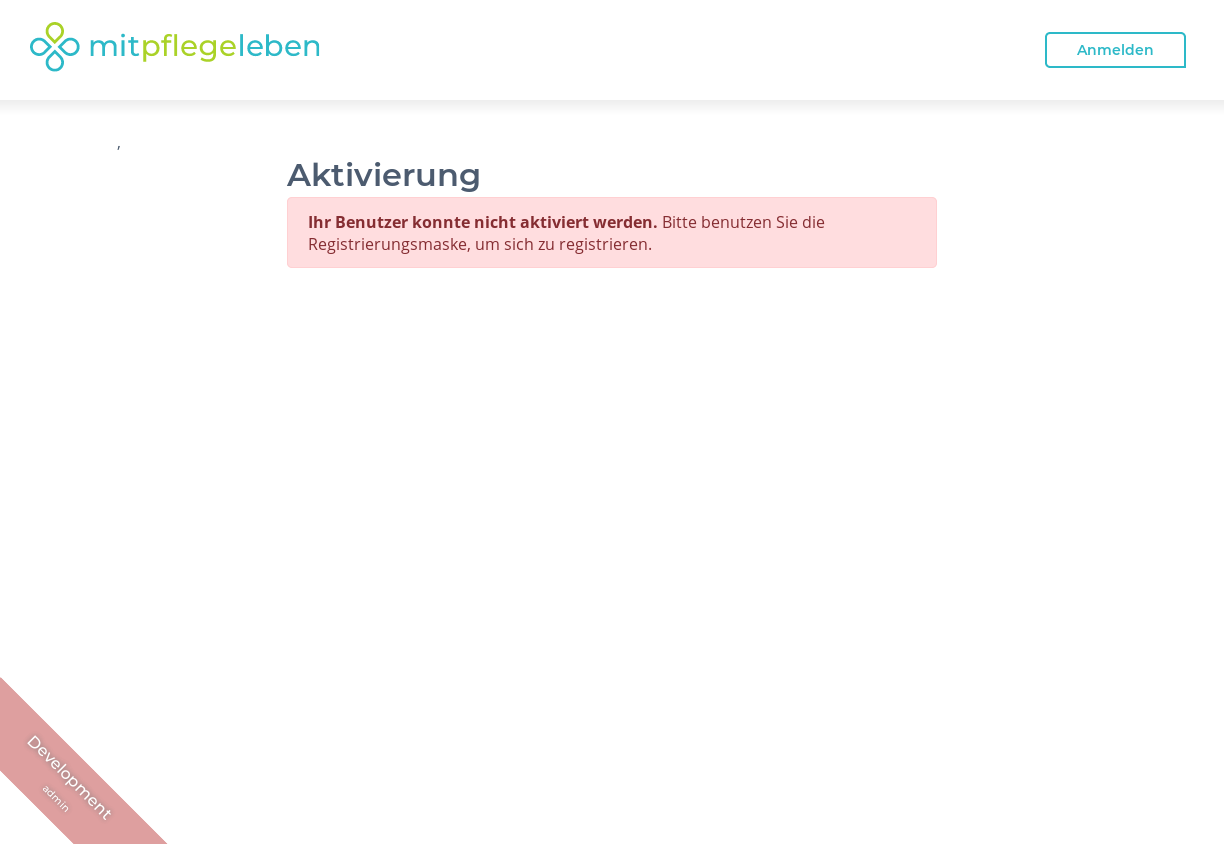 mitpflegeleben
Anmelden
,
Aktivierung
Ihr Benutzer konnte nicht aktiviert werden. Bitte benutzen Sie die
Registrierungsmaske, um sich zu registrieren.
Development
admin